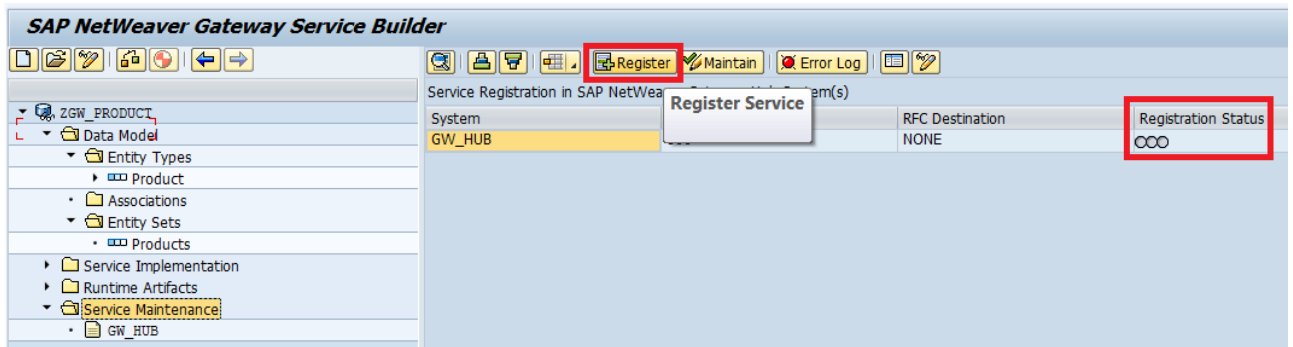 SAP NetWeaver Gateway Service Builder
Register Maintain Error Log
Service Registration in SAP NetWea em(s)
Register Service
System RFC Destination Registration Status
GW_HUB NONE
ZGW_PRODUCT
Data Model
Entity Types
Product
Associations
Entity Sets
Products
Service Implementation
Runtime Artifacts
Service Maintenance
GW_HUB